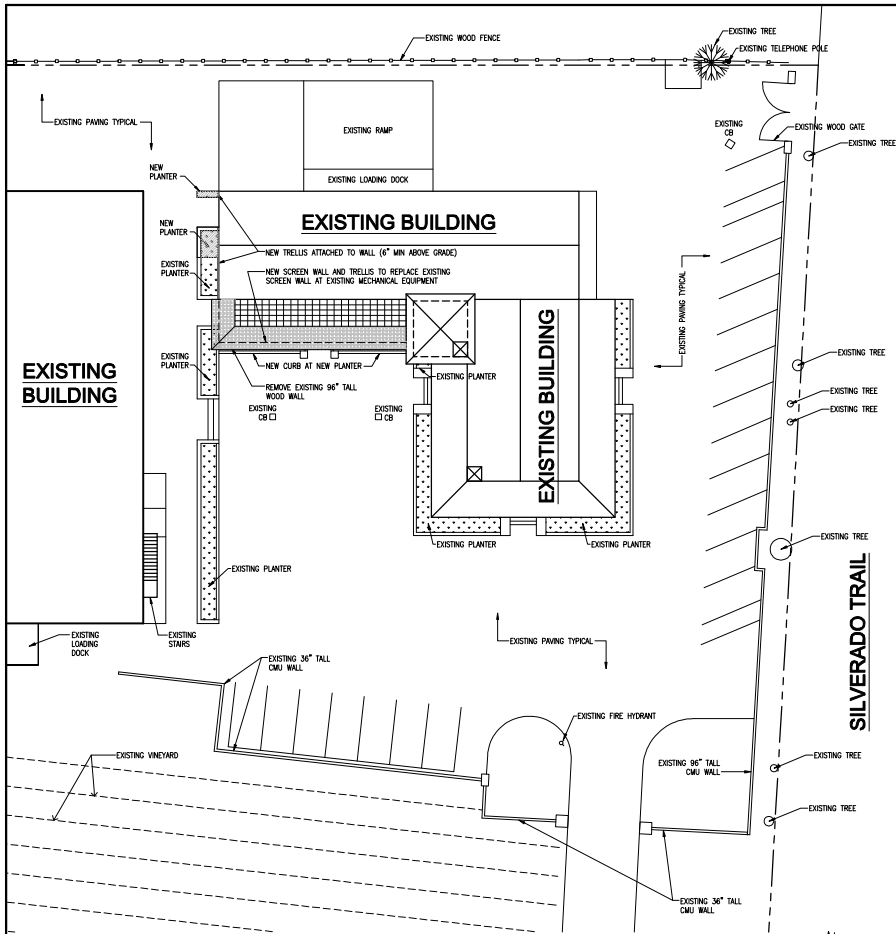 EXISTING TREE
EXISTING WOOD FENCE
EXISTING TELEPHONE POLE
EXISTING PAVING TYPICAL
EXISTING RAMP
EXISTING
CB
EXISTING WOOD GATE
EXISTING TREE
NEW
PLANTER
EXISTING LOADING DOCK
EXISTING BUILDING
NEW
PLANTER
NEW TRELLIS ATTACHED TO WALL (6" MIN ABOVE GRADE)
EXISTING
PLANTER
NEW SCREEN WALL AND TRELLIS TO REPLACE EXISTING
SCREEN WALL AT EXISTING MECHANICAL EQUIPMENT
EXISTING PAVING TYPICAL
EXISTING
BUILDING
EXISTING
PLANTER
NEW CURB AT NEW PLANTER
EXISTING PLANTER
REMOVE EXISTING 96" TALL
WOOD WALL
EXISTING
CB
EXISTING
CB
EXISTING BUILDING
EXISTING TREE
EXISTING TREE
EXISTING TREE
EXISTING TREE
EXISTING PLANTER
EXISTING PLANTER
EXISTING PLANTER
SILVERADO TRAIL
EXISTING
LOADING
DOCK
EXISTING
STAIRS
EXISTING PAVING TYPICAL
EXISTING 36" TALL
CMU WALL
EXISTING FIRE HYDRANT
EXISTING VINEYARD
EXISTING 96" TALL
CMU WALL
EXISTING TREE
EXISTING TREE
EXISTING 36" TALL
CMU WALL